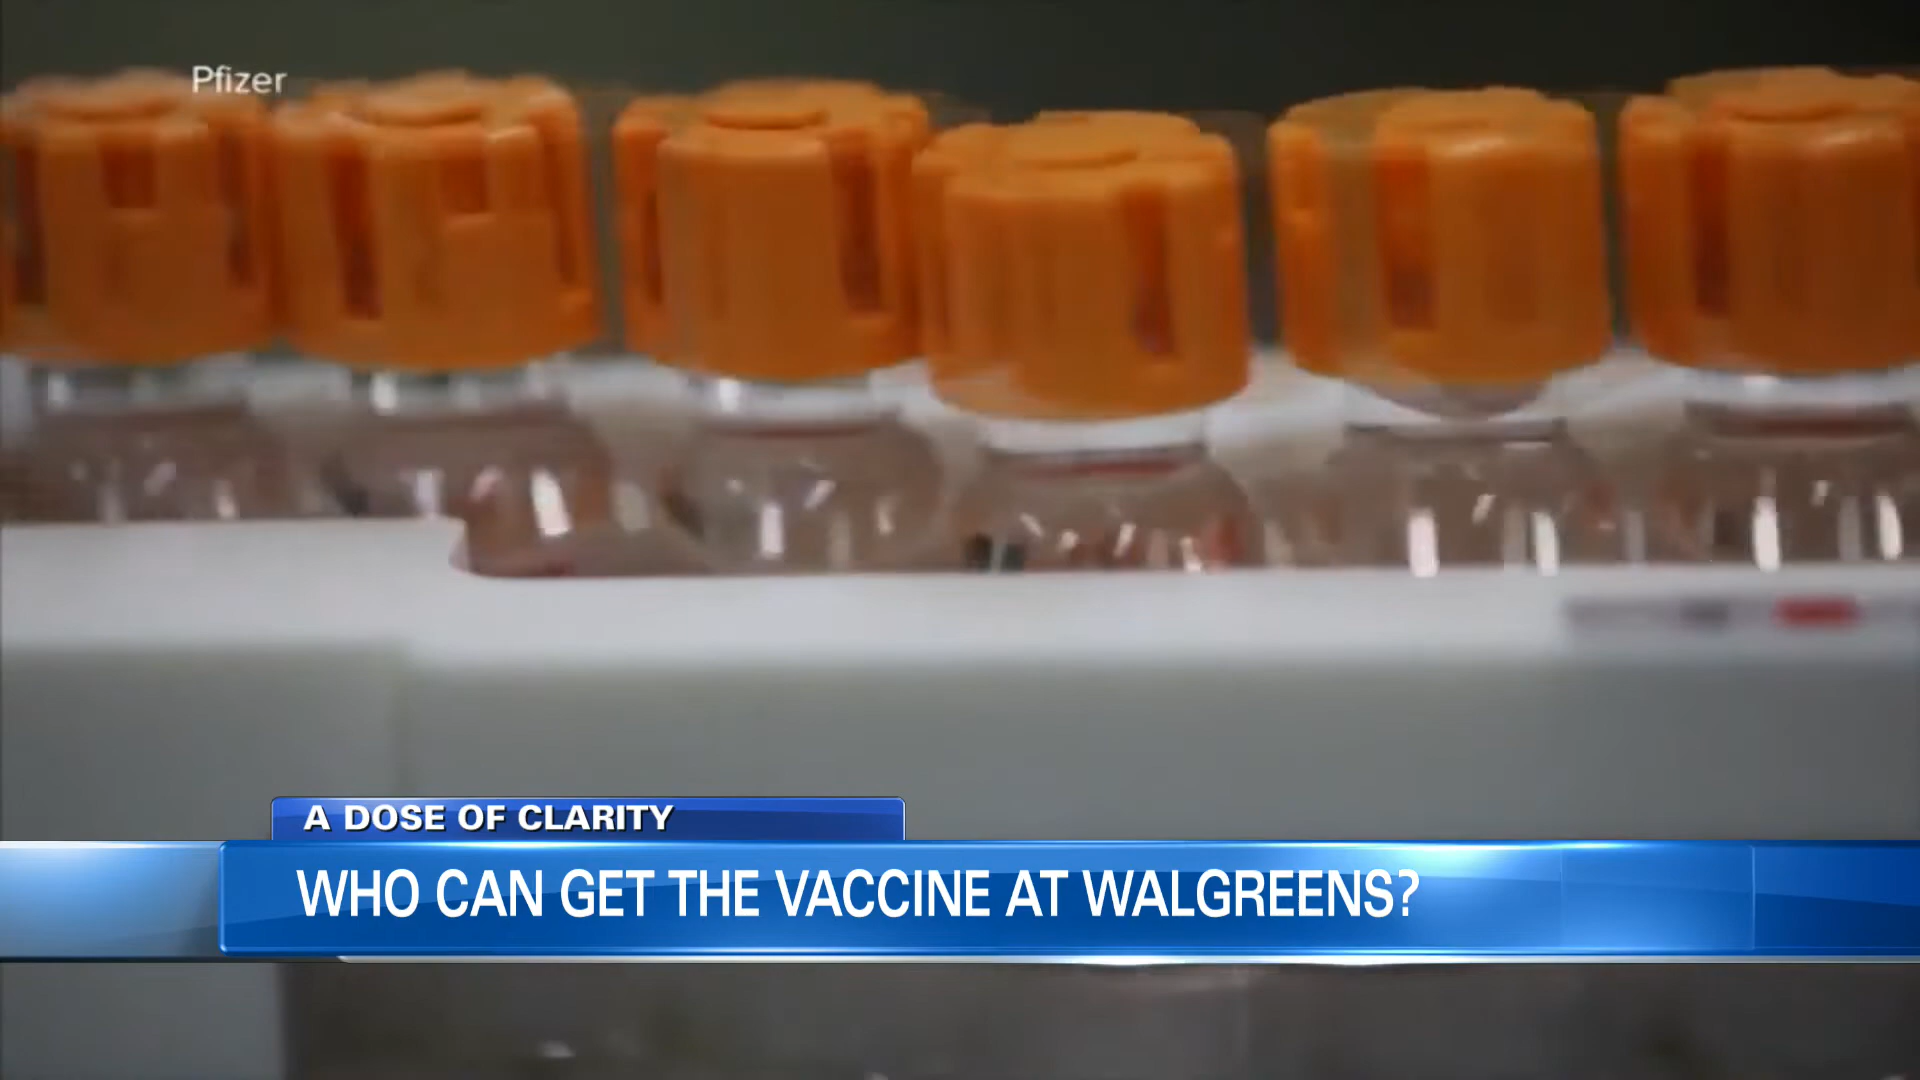 Pfizer
A DOSE OF CLARITY
WHO CAN GET THE VACCINE AT WALGREENS?